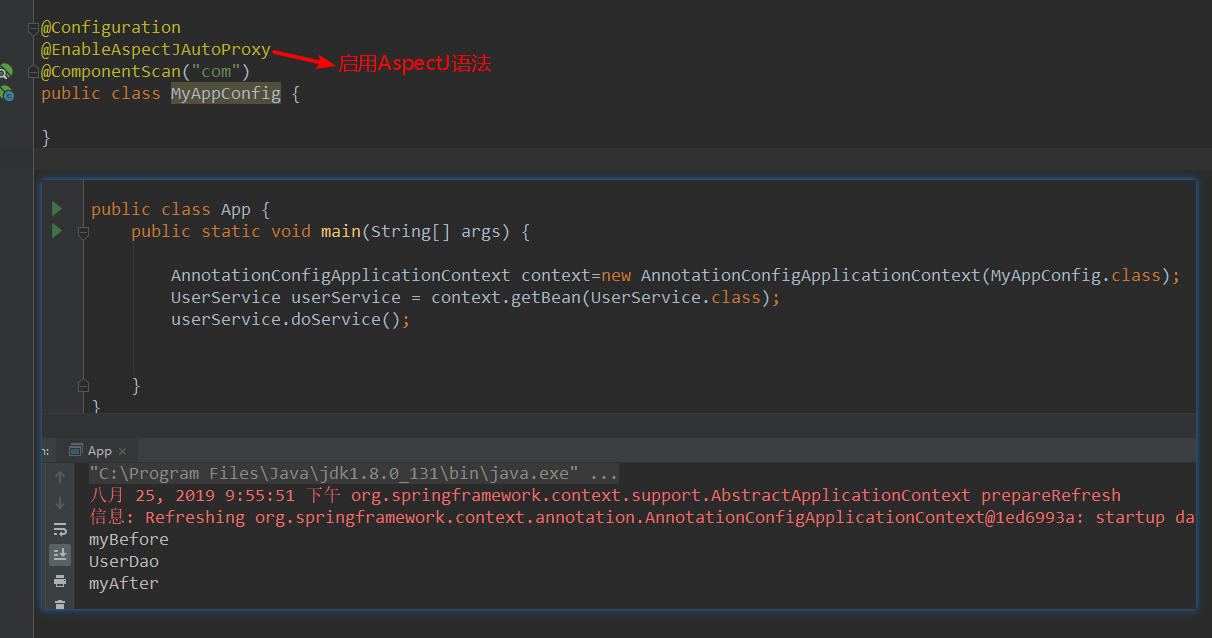 @Configuration
@EnableAspectJAutoProxy 启用AspectJ语法
@ComponentScan("com")
public class MyAppConfig {
}
public class App {
public static void main(String[] args) {
AnnotationConfigApplicationContext context=new AnnotationConfigApplicationContext(MyAppConfig.class);
UserService userService = context.getBean(UserService.class);
userService.doService();
}
}
n: App ×
"C:\Program Files\Java\jdk1.8.0_131\bin\java.exe" ...
八月 25, 2019 9:55:51 下午 org.springframework.context.support.AbstractApplicationContext prepareRefresh
信息: Refreshing org.springframework.context.annotation.AnnotationConfigApplicationContext@1ed6993a: startup da
myBefore
UserDao
myAfter